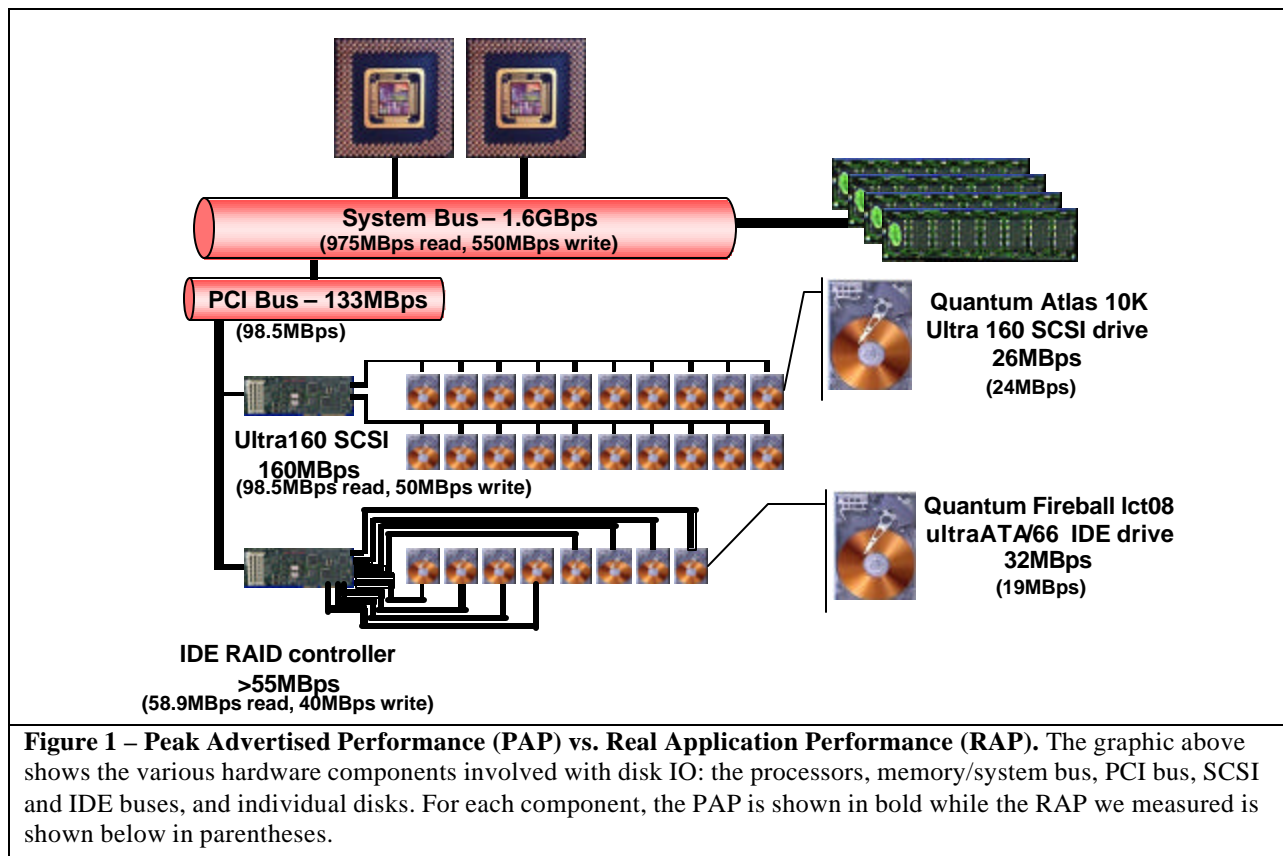 System Bus – 1.6GBps
(975MBps read, 550MBps write)
PCI Bus – 133MBps
(98.5MBps)
Quantum Atlas 10K
Ultra 160 SCSI drive
26MBps
(24MBps)
Ultra160 SCSI
160MBps
(98.5MBps read, 50MBps write)
Quantum Fireball lct08
ultraATA/66 IDE drive
32MBps
(19MBps)
IDE RAID controller
>55MBps
(58.9MBps read, 40MBps write)
Figure 1 – Peak Advertised Performance (PAP) vs. Real Application Performance (RAP). The graphic above
shows the various hardware components involved with disk IO: the processors, memory/system bus, PCI bus, SCSI
and IDE buses, and individual disks. For each component, the PAP is shown in bold while the RAP we measured is
shown below in parentheses.